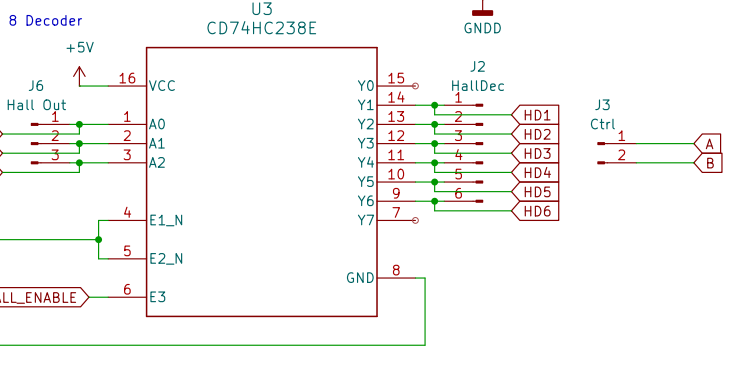 8 Decoder
+5V
U3
CD74HC238E
GNDD
J6
Hall Out
1
2
3
16 VCC
1 A0
2 A1
3 A2
4 E1_N
5 E2_N
6 E3
ALL_ENABLE
Y0 15
Y1 14
Y2 13
Y3 12
Y4 11
Y5 10
Y6 9
Y7 7
GND 8
J2
HallDec
1
2
3
4
5
6
HD1
HD2
HD3
HD4
HD5
HD6
J3
Ctrl
1 A
2 B